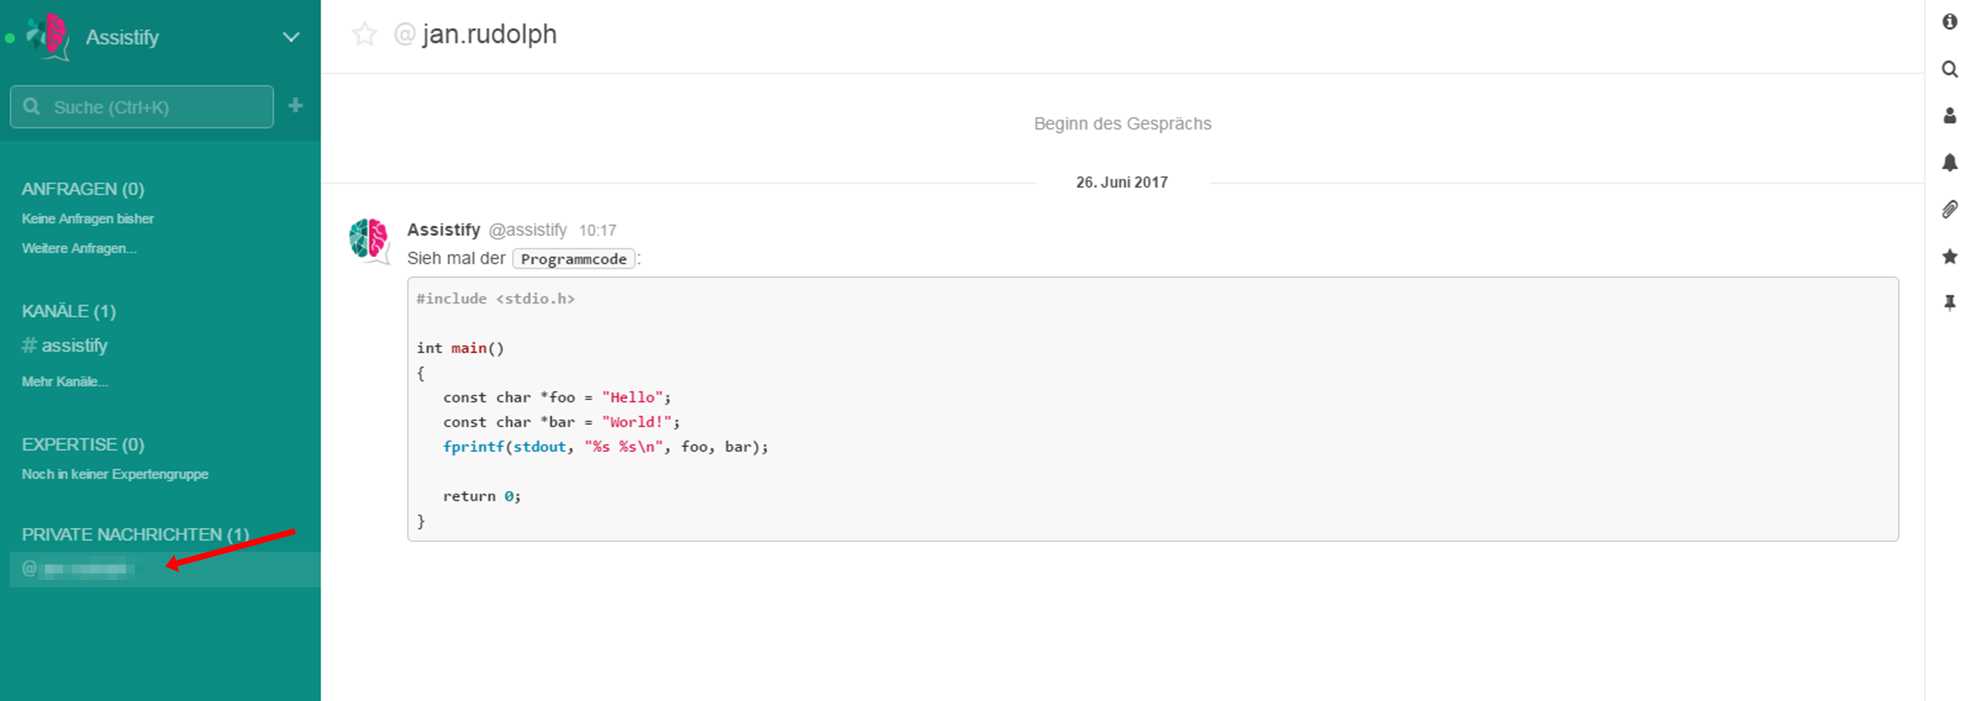 Assistify
Suche (Ctrl+K)
ANFRAGEN (0)
Keine Anfragen bisher
Weitere Anfragen...
KANÄLE (1)
# assistify
Mehr Kanäle...
EXPERTISE (0)
Noch in keiner Expertengruppe
PRIVATE NACHRICHTEN (1)
@
@ jan.rudolph
Beginn des Gesprächs
26. Juni 2017
Assistify @assistify 10:17
Sieh mal der Programmcode:
#include <stdio.h>
int main()
{
const char *foo = "Hello";
const char *bar = "World!";
fprintf(stdout, "%s %s\n", foo, bar);
return 0;
}